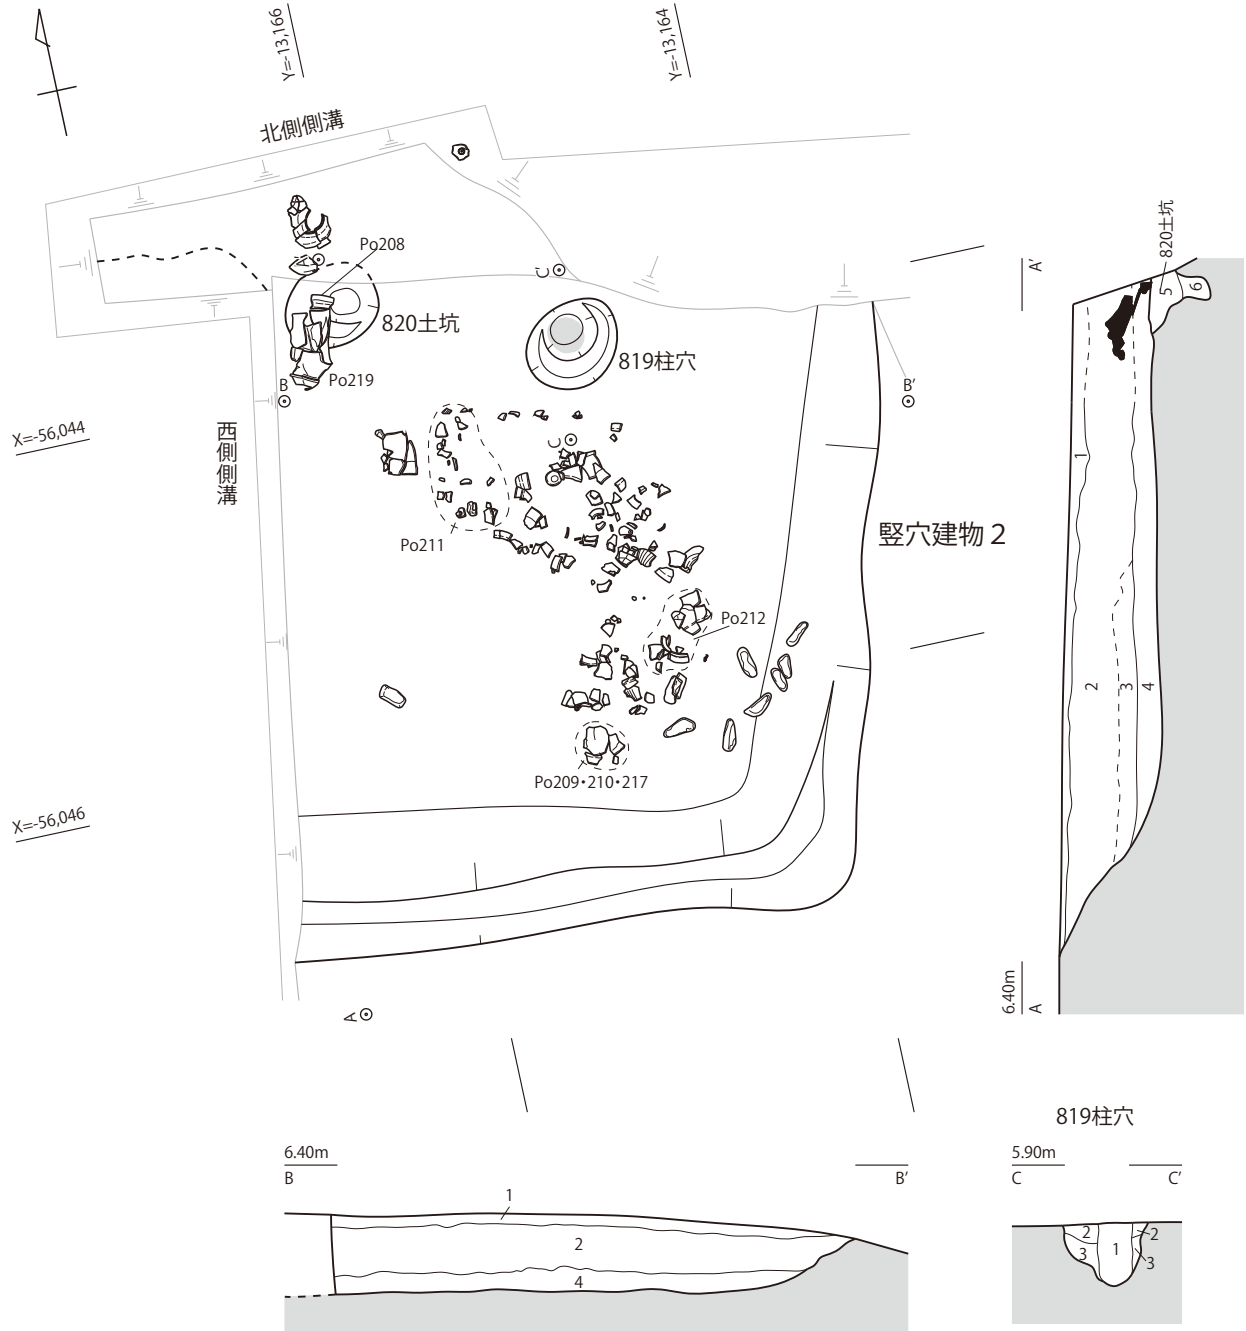 Y=-13,166
Y=-13,164
北側側溝
Po208
C
820土坑
819柱穴
Po219
B
B’
X=-56,044
西側側溝
C
Po211
竪穴建物２
Po212
Po209・210・217
X=-56,046
A
A’
820土坑
5
6
1
2
3
4
6.40m
A
6.40m
B
B’
1
2
4
819柱穴
5.90m
C
C’
2
2
3
1
3